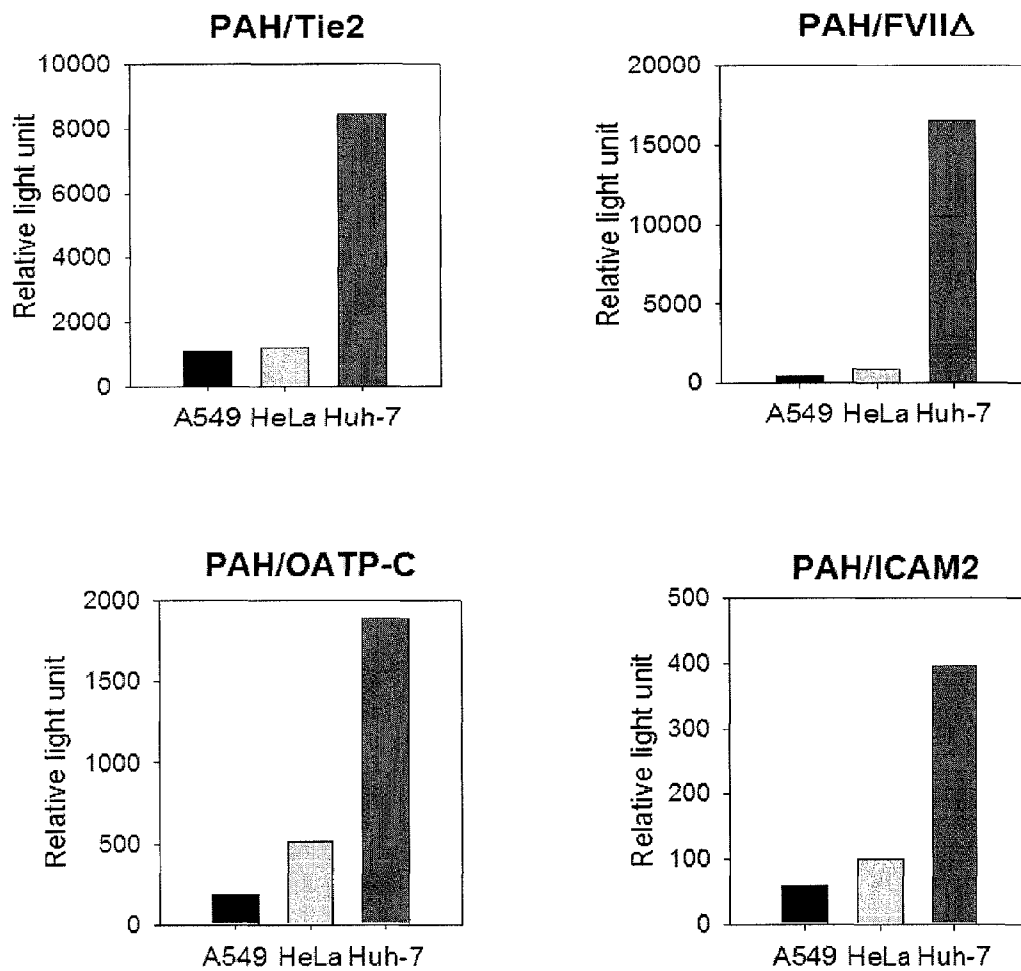 PAH/Tie2
10000
8000
6000
4000
2000
0
Relative light unit
A549 HeLa Huh-7
PAH/FVIIΔ
20000
15000
10000
5000
0
Relative light unit
A549 HeLa Huh-7
PAH/OATP-C
2000
1500
1000
500
0
Relative light unit
A549 HeLa Huh-7
PAH/ICAM2
500
400
300
200
100
0
Relative light unit
A549 HeLa Huh-7